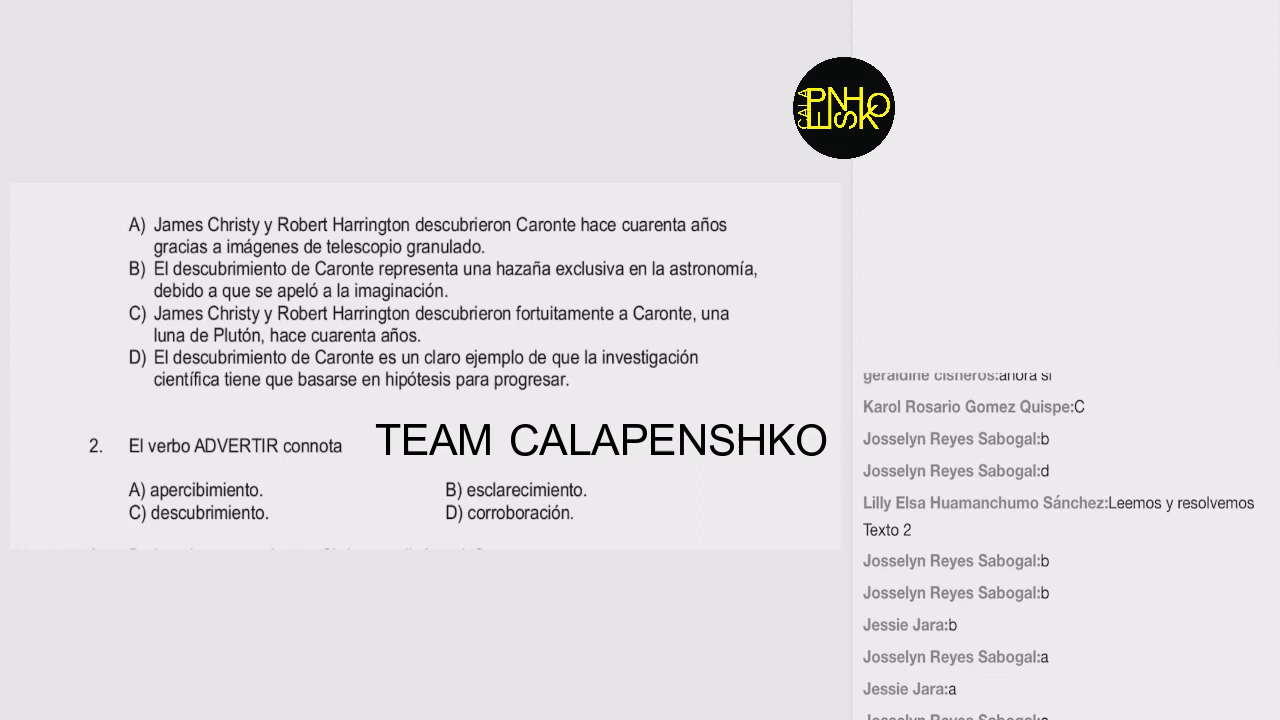 CALA
PENSHKO
A) James Christy y Robert Harrington descubrieron Caronte hace cuarenta años
gracias a imágenes de telescopio granulado.
B) El descubrimiento de Caronte representa una hazaña exclusiva en la astronomía,
debido a que se apeló a la imaginación.
C) James Christy y Robert Harrington descubrieron fortuitamente a Caronte, una
luna de Plutón, hace cuarenta años.
D) El descubrimiento de Caronte es un claro ejemplo de que la investigación
científica tiene que basarse en hipótesis para progresar.
2. El verbo ADVERTIR connota
TEAM CALAPENSHKO
A) apercibimiento. B) esclarecimiento.
C) descubrimiento. D) corroboración.
geraldine cisneros:ahora si
Karol Rosario Gomez Quispe:C
Josselyn Reyes Sabogal:b
Josselyn Reyes Sabogal:d
Lilly Elsa Huamanchumo Sánchez:Leemos y resolvemos
Texto 2
Josselyn Reyes Sabogal:b
Josselyn Reyes Sabogal:b
Jessie Jara:b
Josselyn Reyes Sabogal:a
Jessie Jara:a
Josselyn Reyes Sabogal: